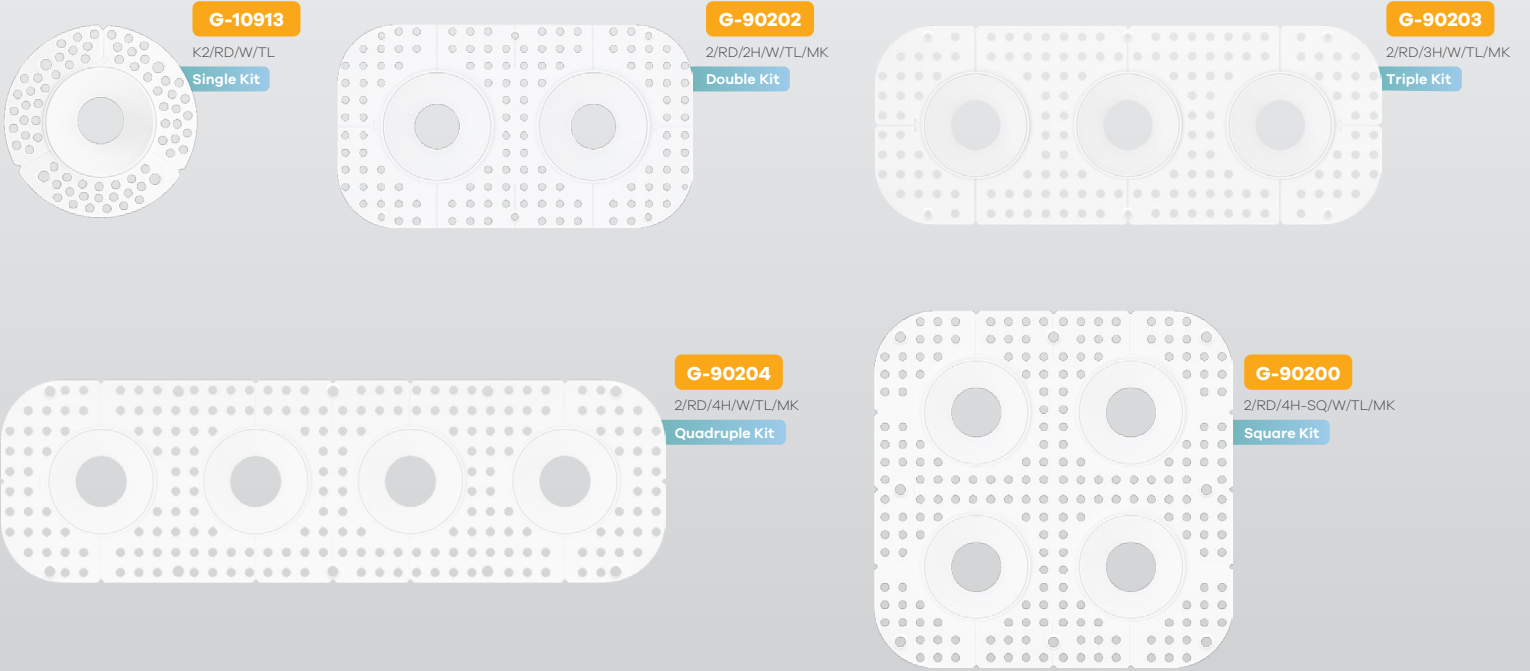 G-10913
K2/RD/W/TL
Single Kit
G-90202
2/RD/2H/W/TL/MK
Double Kit
G-90203
2/RD/3H/W/TL/MK
Triple Kit
G-90204
2/RD/4H/W/TL/MK
Quadruple Kit
G-90200
2/RD/4H-SQ/W/TL/MK
Square Kit